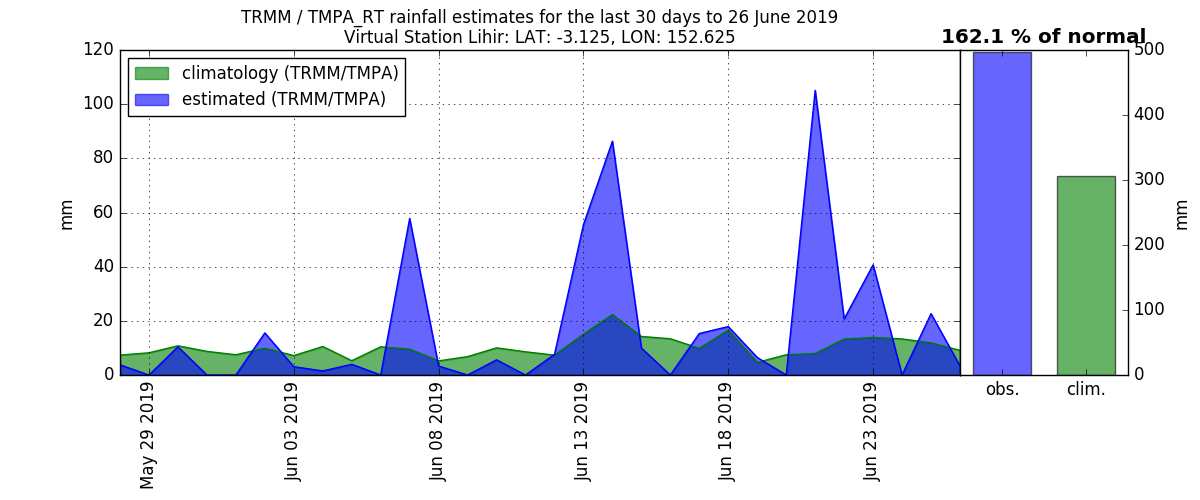 TRMM / TMPA_RT rainfall estimates for the last 30 days to 26 June 2019
Virtual Station Lihir: LAT: -3.125, LON: 152.625
162.1 % of normal
climatology (TRMM/TMPA)
estimated (TRMM/TMPA)
mm
120
100
80
60
40
20
0
May 29 2019
Jun 03 2019
Jun 08 2019
Jun 13 2019
Jun 18 2019
Jun 23 2019
obs.
clim.
500
400
300
200
100
0
mm